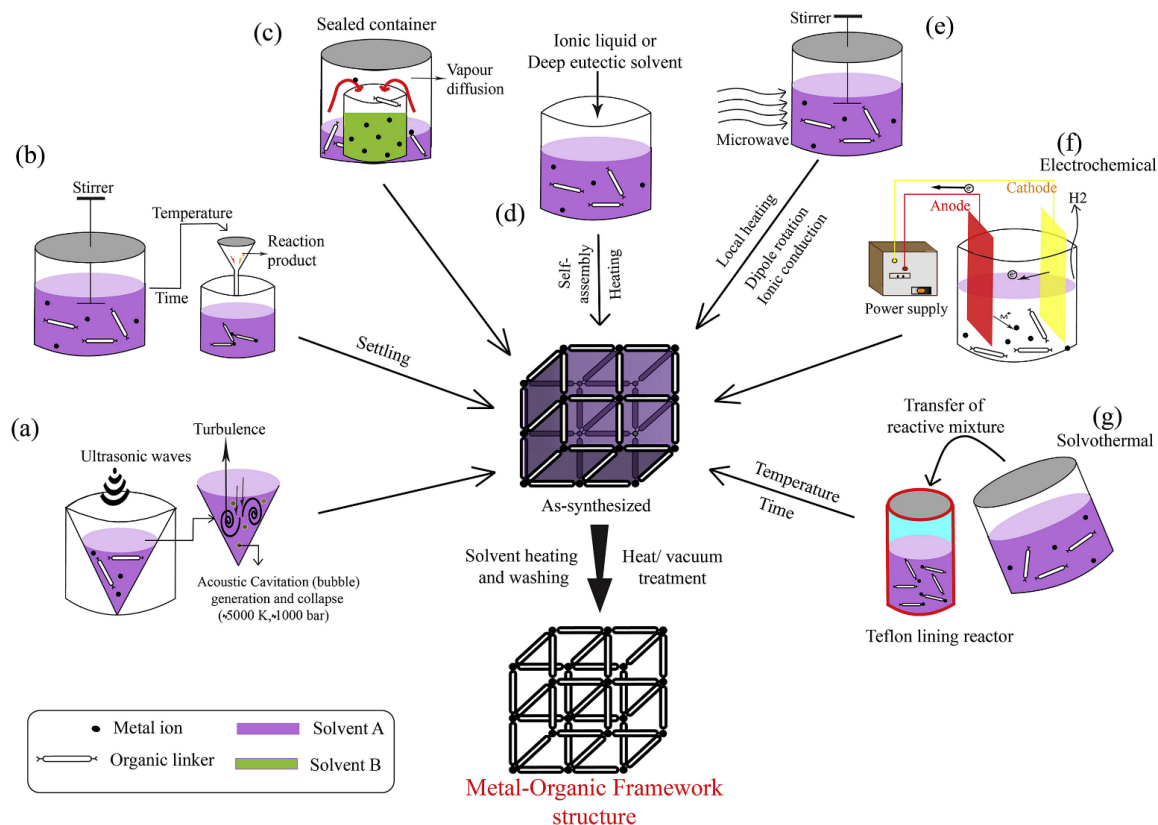 (c)
Sealed container
Vapour
diffusion
Ionic liquid or
Deep eutectic solvent
(d)
Self-
assembly
Heating
Stirrer
(e)
Microwave
Local heating
Dipole rotation
Ionic conduction
(b)
Stirrer
Temperature
Time
Reaction
product
Settling
(f)
Electrochemical
Cathode
H2
Anode
e
e
M+
Power supply
(a)
Ultrasonic waves
Turbulence
Acoustic Cavitation (bubble)
generation and collapse
(~5000 K,~1000 bar)
As-synthesized
Temperature
Time
(g)
Transfer of
reactive mixture
Solvothermal
Teflon lining reactor
Solvent heating
and washing
Heat/ vacuum
treatment
Metal-Organic Framework
structure
Metal ion
Organic linker
Solvent A
Solvent B